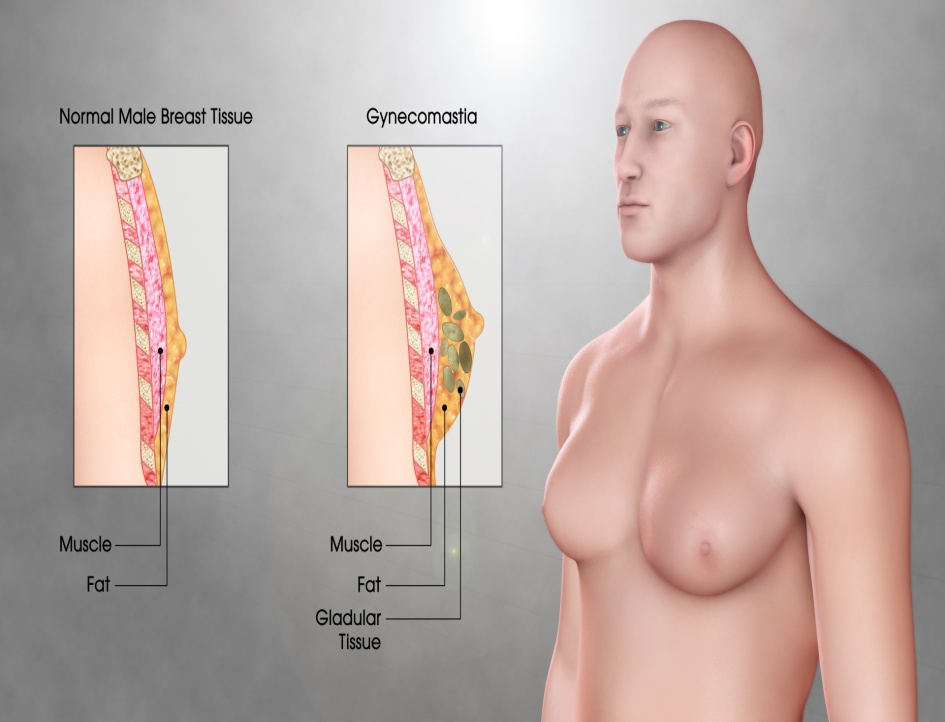 Normal Male Breast Tissue
Gynecomastia
Muscle
Fat
Muscle
Fat
Gladular
Tissue